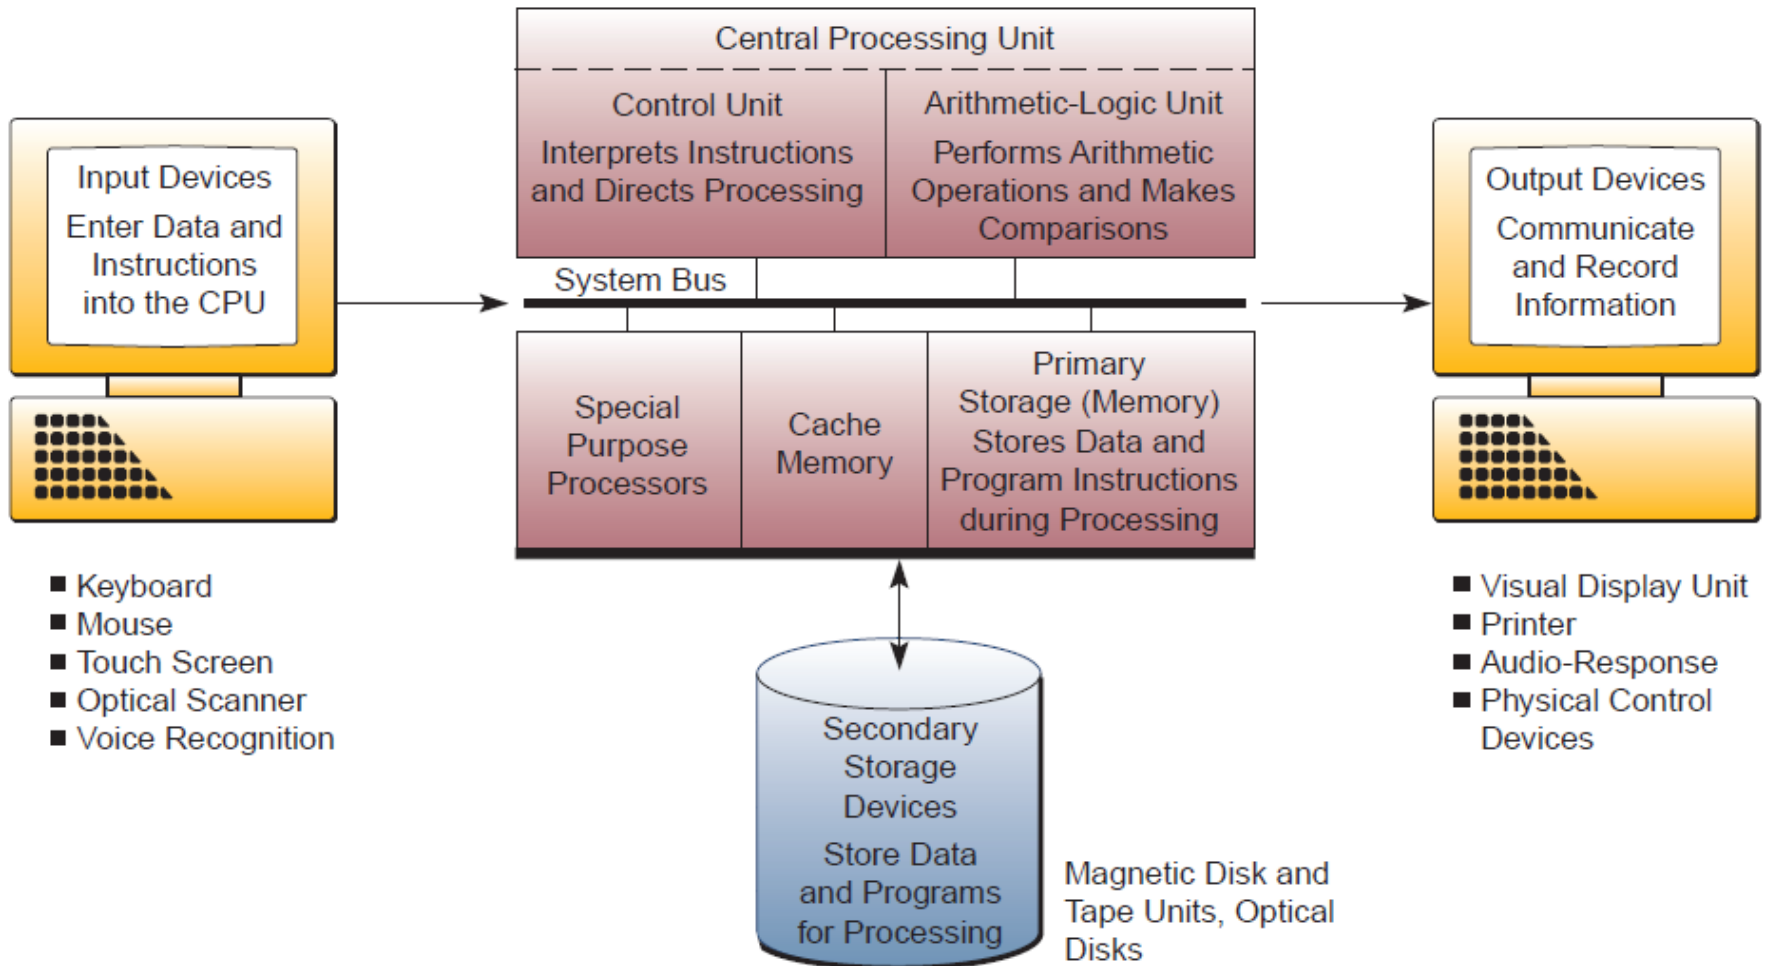 Central Processing Unit
Control Unit
Interprets Instructions
and Directs Processing
Arithmetic-Logic Unit
Performs Arithmetic
Operations and Makes
Comparisons
Input Devices
Enter Data and
Instructions
into the CPU
System Bus
Output Devices
Communicate
and Record
Information
Special
Purpose
Processors
Cache
Memory
Primary
Storage (Memory)
Stores Data and
Program Instructions
during Processing
■ Keyboard
■ Mouse
■ Touch Screen
■ Optical Scanner
■ Voice Recognition
■ Visual Display Unit
■ Printer
■ Audio-Response
■ Physical Control
Devices
Secondary
Storage
Devices
Store Data
and Programs
for Processing
Magnetic Disk and
Tape Units, Optical
Disks